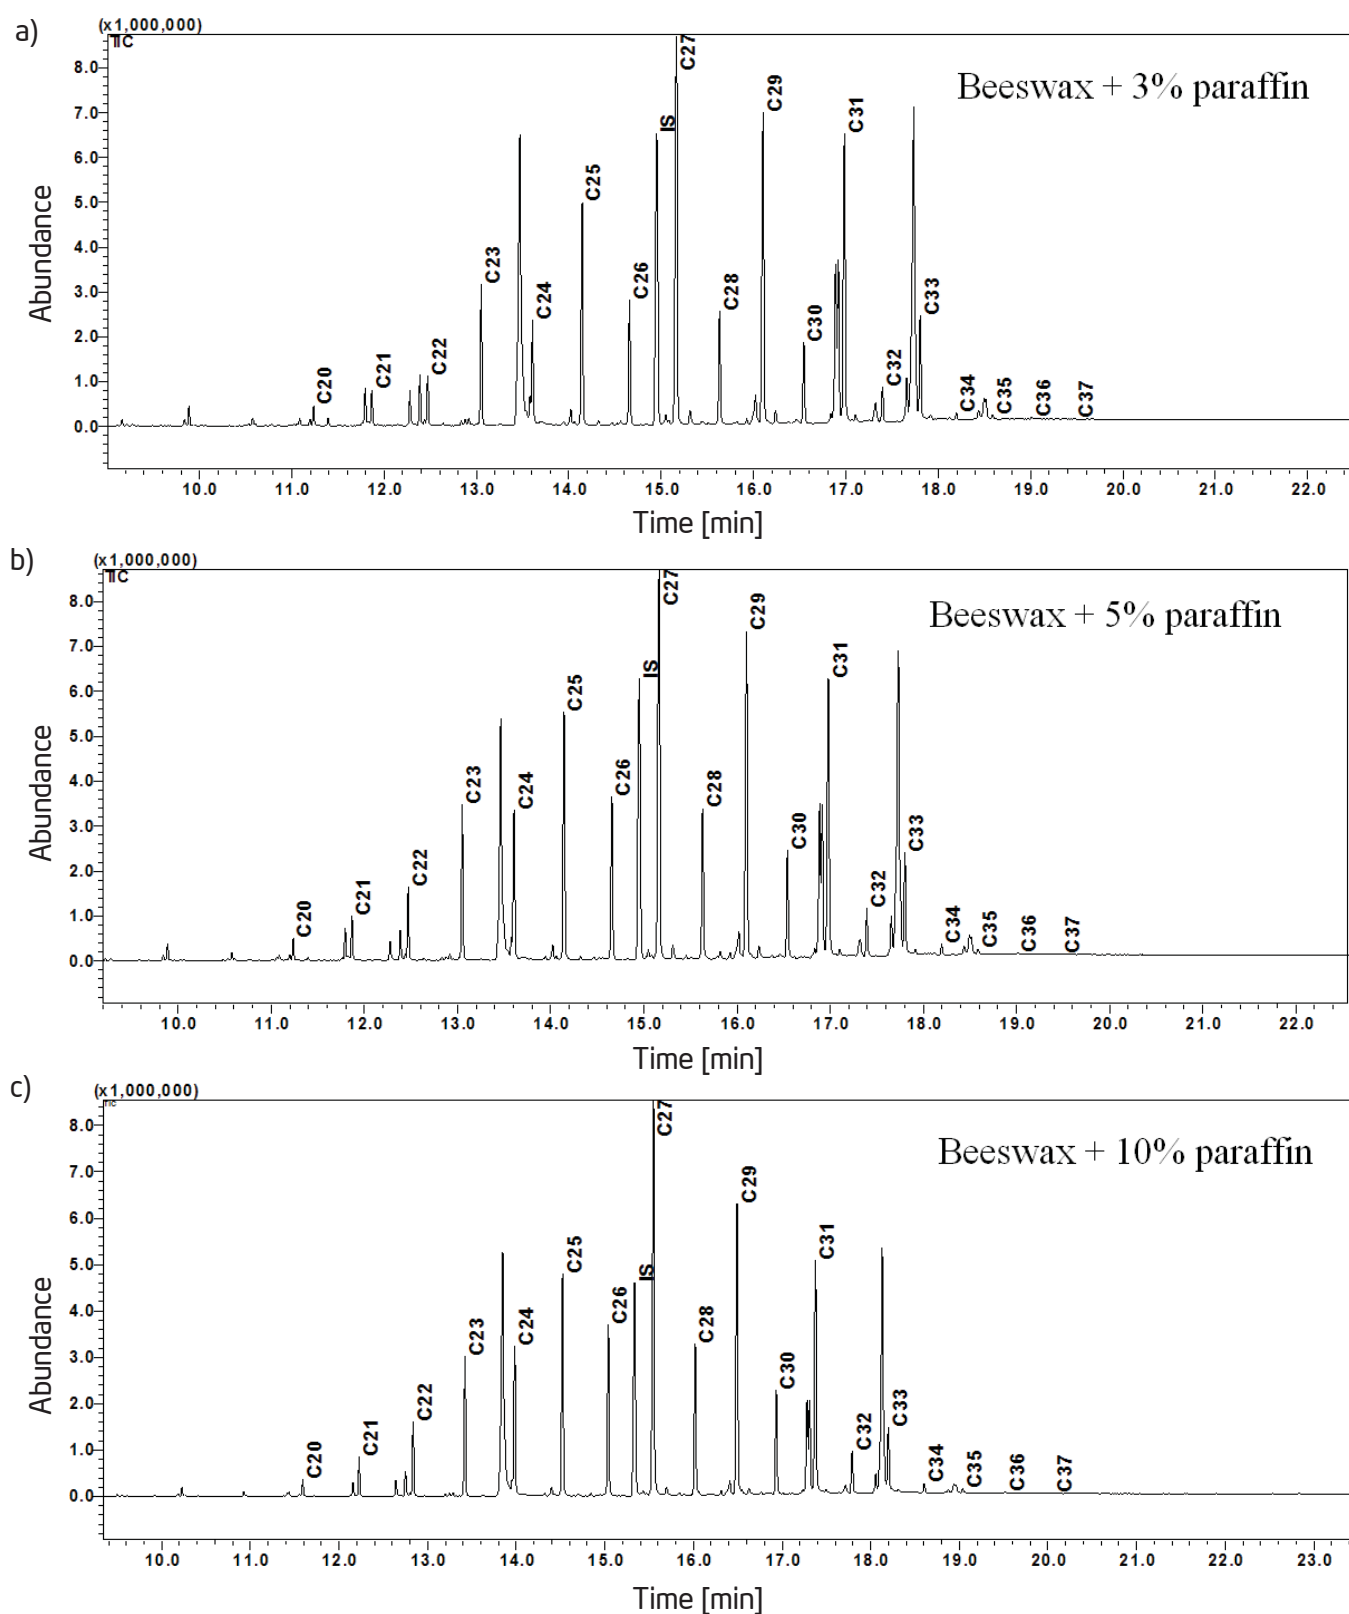 a)
(x1,000,000)
TIC
Beeswax + 3% paraffin
8.0
7.0
6.0
5.0
4.0
3.0
2.0
1.0
0.0
Abundance
C20
C21
C22
C23
C24
C25
C26
IS
C27
C28
C29
C30
C31
C32
C33
C34
C35
C36
C37
10.0 11.0 12.0 13.0 14.0 15.0 16.0 17.0 18.0 19.0 20.0 21.0 22.0
Time [min]
b)
(x1,000,000)
TIC
Beeswax + 5% paraffin
8.0
7.0
6.0
5.0
4.0
3.0
2.0
1.0
0.0
Abundance
C20
C21
C22
C23
C24
C25
C26
IS
C27
C28
C29
C30
C31
C32
C33
C34
C35
C36
C37
10.0 11.0 12.0 13.0 14.0 15.0 16.0 17.0 18.0 19.0 20.0 21.0 22.0
Time [min]
c)
(x1,000,000)
TIC
Beeswax + 10% paraffin
8.0
7.0
6.0
5.0
4.0
3.0
2.0
1.0
0.0
Abundance
C20
C21
C22
C23
C24
C25
C26
IS
C27
C28
C29
C30
C31
C32
C33
C34
C35
C36
C37
10.0 11.0 12.0 13.0 14.0 15.0 16.0 17.0 18.0 19.0 20.0 21.0 22.0 23.0
Time [min]